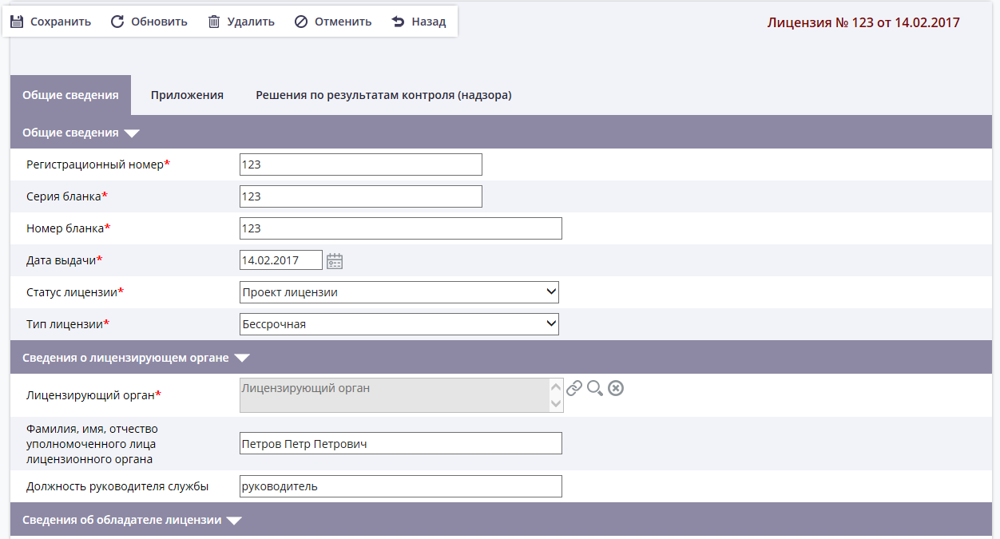 Сохранить Обновить Удалить Отменить Назад
Лицензия № 123 от 14.02.2017
Общие сведения Приложения Решения по результатам контроля (надзора)
Общие сведения
Регистрационный номер* 123
Серия бланка* 123
Номер бланка* 123
Дата выдачи* 14.02.2017
Статус лицензии* Проект лицензии
Тип лицензии* Бессрочная
Сведения о лицензирующем органе
Лицензирующий орган* Лицензирующий орган
Фамилия, имя, отчество
уполномоченного лица
лицензионного органа
Петров Петр Петрович
Должность руководителя службы руководитель
Сведения об обладателе лицензии